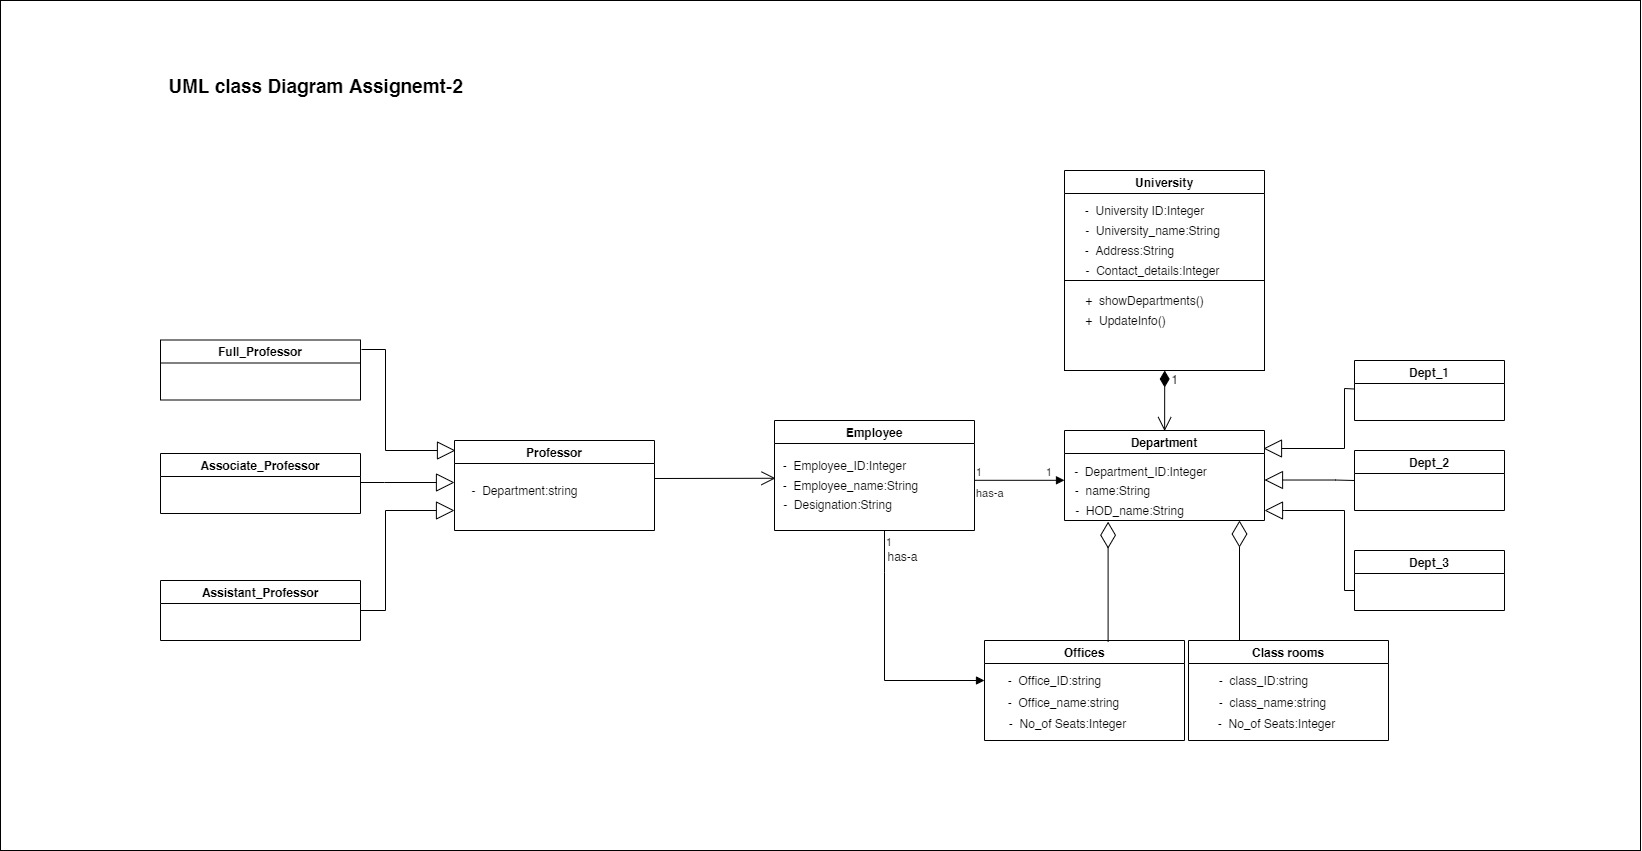 UML class Diagram Assignemt-2
University
- University ID:Integer
- University_name:String
- Address:String
- Contact_details:Integer
+ showDepartments()
+ UpdateInfo()
1
Full_Professor
Associate_Professor
Assistant_Professor
Professor
- Department:string
Employee
- Employee_ID:Integer
- Employee_name:String
- Designation:String
1
1
has-a
1
has-a
Department
- Department_ID:Integer
- name:String
- HOD_name:String
Dept_1
Dept_2
Dept_3
Offices
- Office_ID:string
- Office_name:string
- No_of Seats:Integer
Class rooms
- class_ID:string
- class_name:string
- No_of Seats:Integer